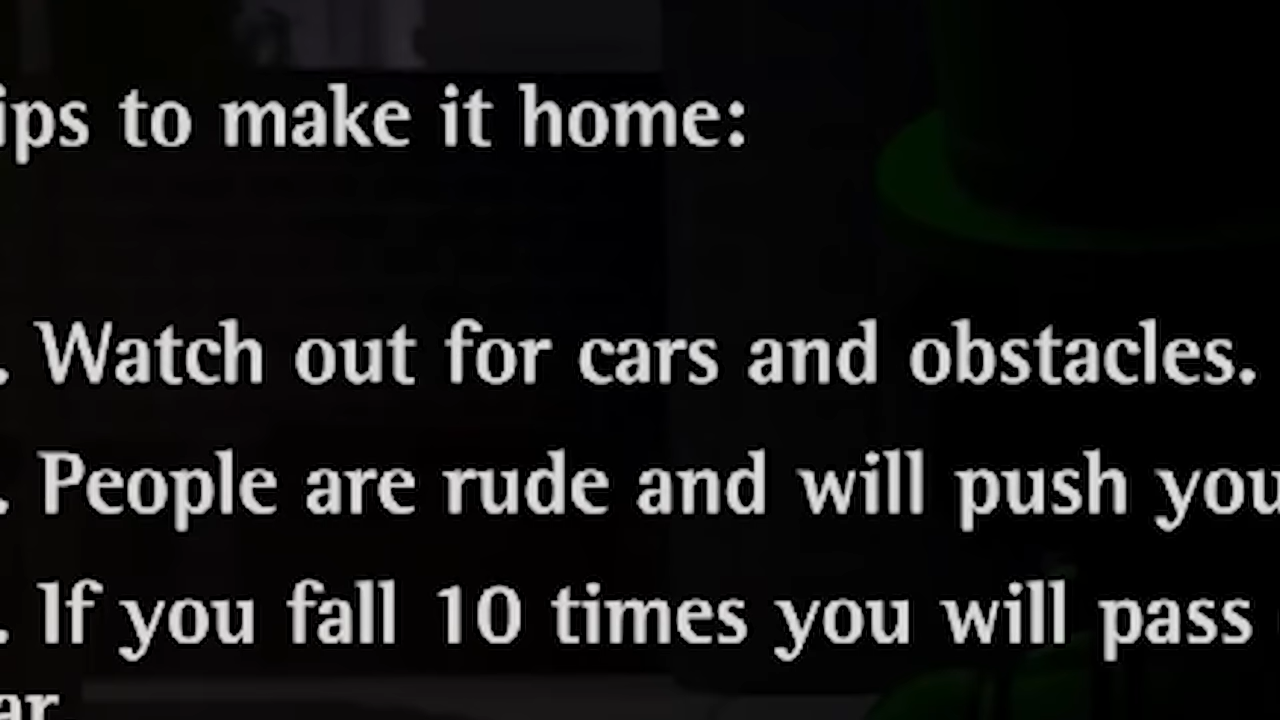 ips to make it home:
. Watch out for cars and obstacles.
. People are rude and will push you
. If you fall 10 times you will pass
ar